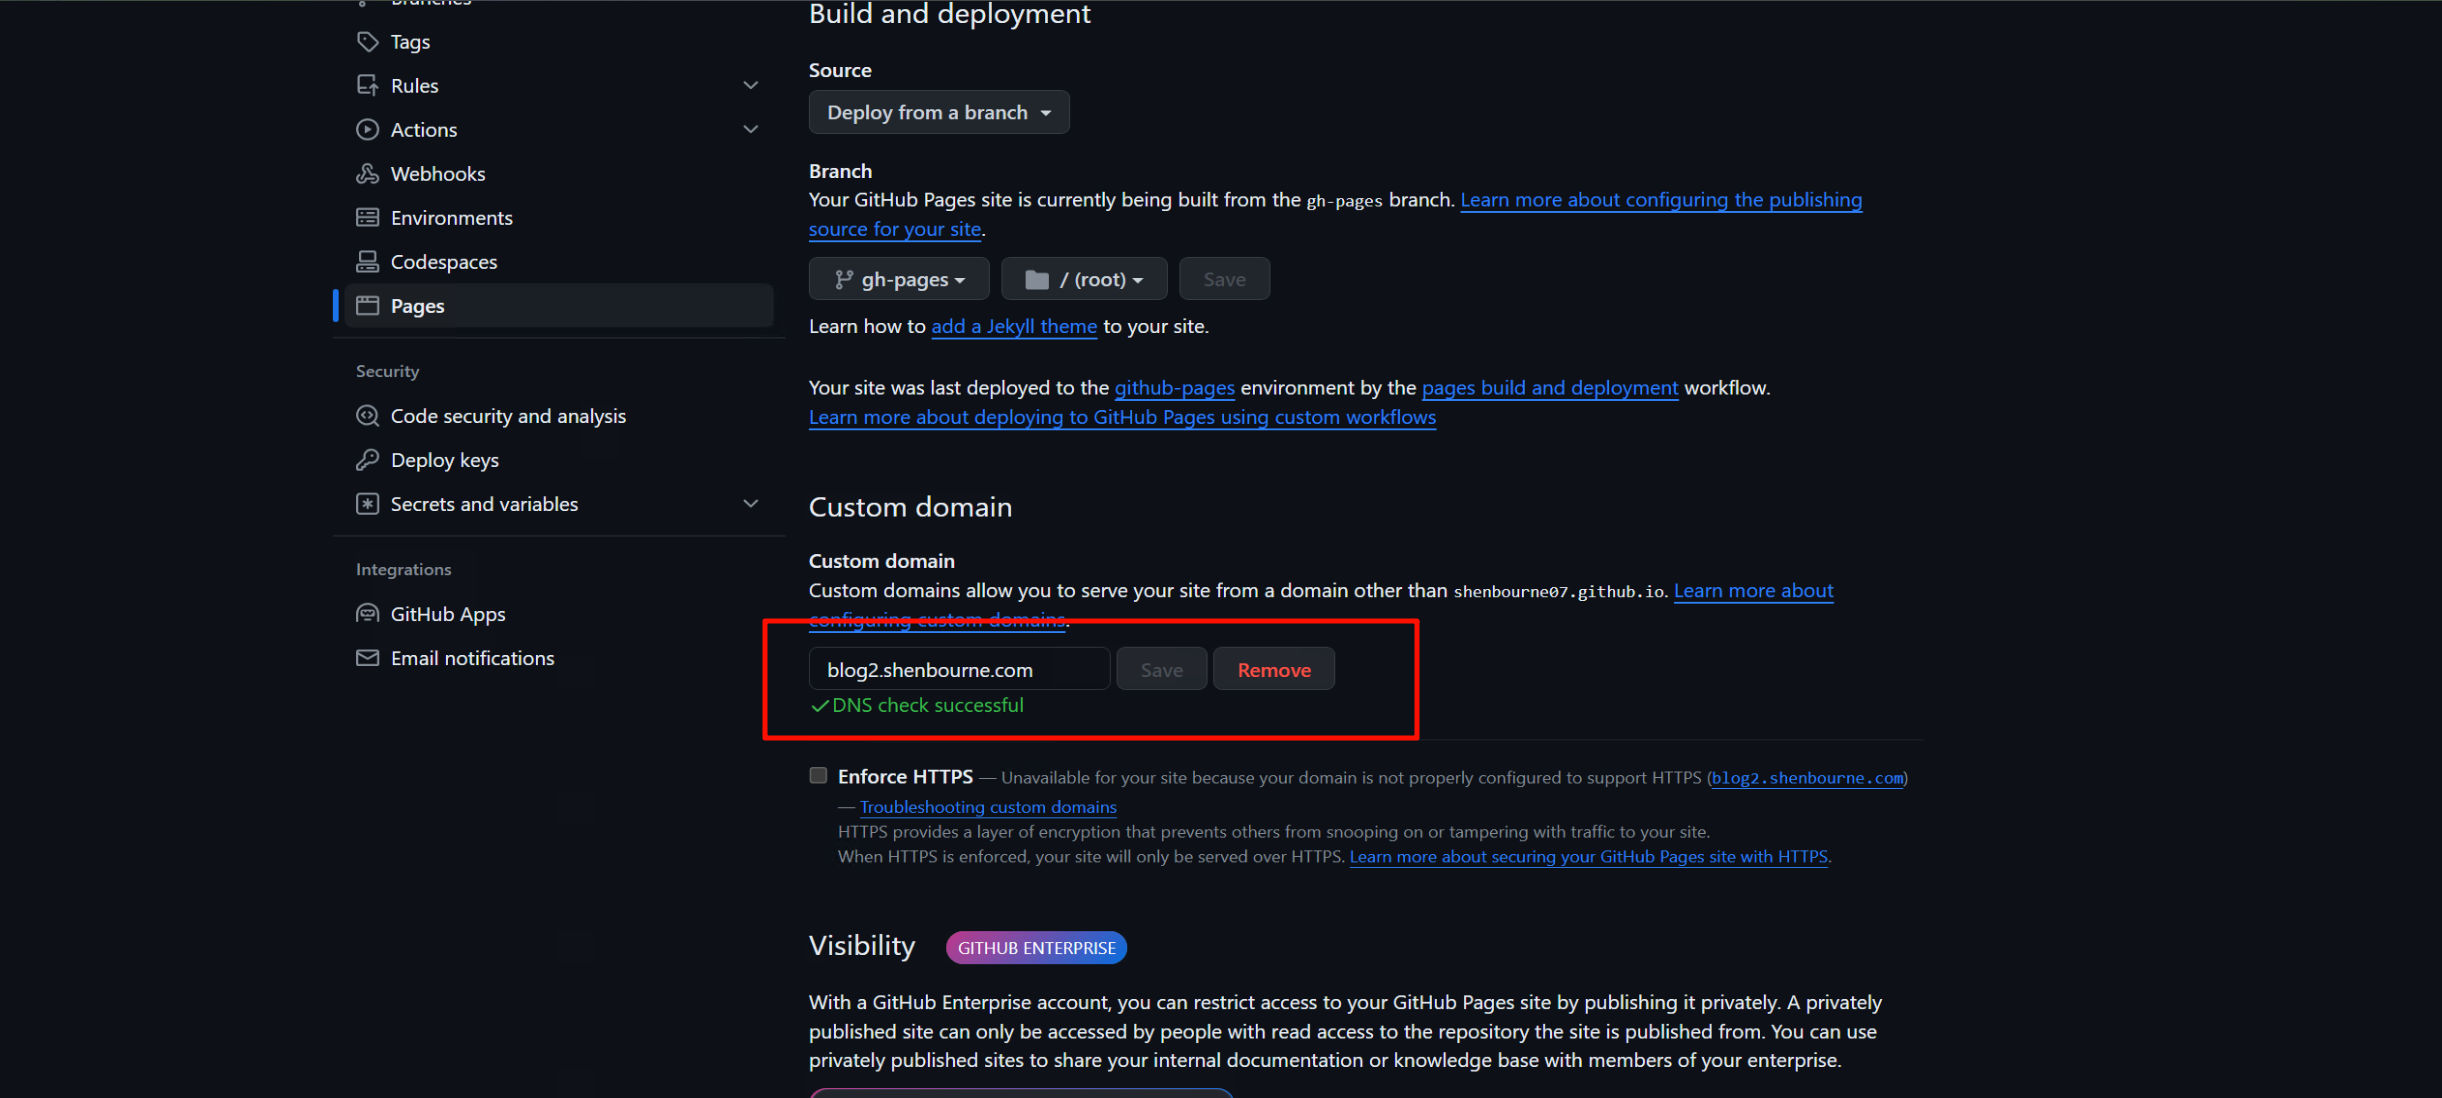 Branches
Tags
Rules
Actions
Webhooks
Environments
Codespaces
Pages
Security
Code security and analysis
Deploy keys
Secrets and variables
Integrations
GitHub Apps
Email notifications
Build and deployment
Source
Deploy from a branch
Branch
Your GitHub Pages site is currently being built from the gh-pages branch. Learn more about configuring the publishing
source for your site.
gh-pages
/ (root)
Save
Learn how to add a Jekyll theme to your site.
Your site was last deployed to the github-pages environment by the pages build and deployment workflow.
Learn more about deploying to GitHub Pages using custom workflows
Custom domain
Custom domain
Custom domains allow you to serve your site from a domain other than shenbourne07.github.io. Learn more about
configuring custom domains.
blog2.shenbourne.com
Save
Remove
DNS check successful
Enforce HTTPS — Unavailable for your site because your domain is not properly configured to support HTTPS (blog2.shenbourne.com)
— Troubleshooting custom domains
HTTPS provides a layer of encryption that prevents others from snooping on or tampering with traffic to your site.
When HTTPS is enforced, your site will only be served over HTTPS. Learn more about securing your GitHub Pages site with HTTPS.
Visibility
GITHUB ENTERPRISE
With a GitHub Enterprise account, you can restrict access to your GitHub Pages site by publishing it privately. A privately
published site can only be accessed by people with read access to the repository the site is published from. You can use
privately published sites to share your internal documentation or knowledge base with members of your enterprise.